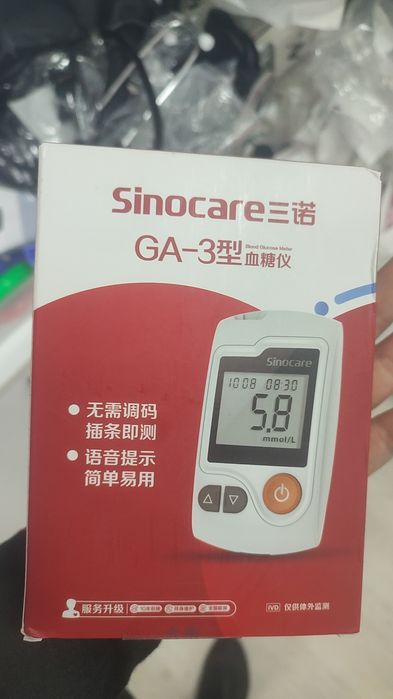 Sinocare三诺
GA-3型 Blood Glucose Meter
血糖仪
Sinocare
1008 08:30
5.8
mmol/L
● 无需调码
插条即测
● 语音提示
简单易用
服务升级
IVD 仅供体外监测